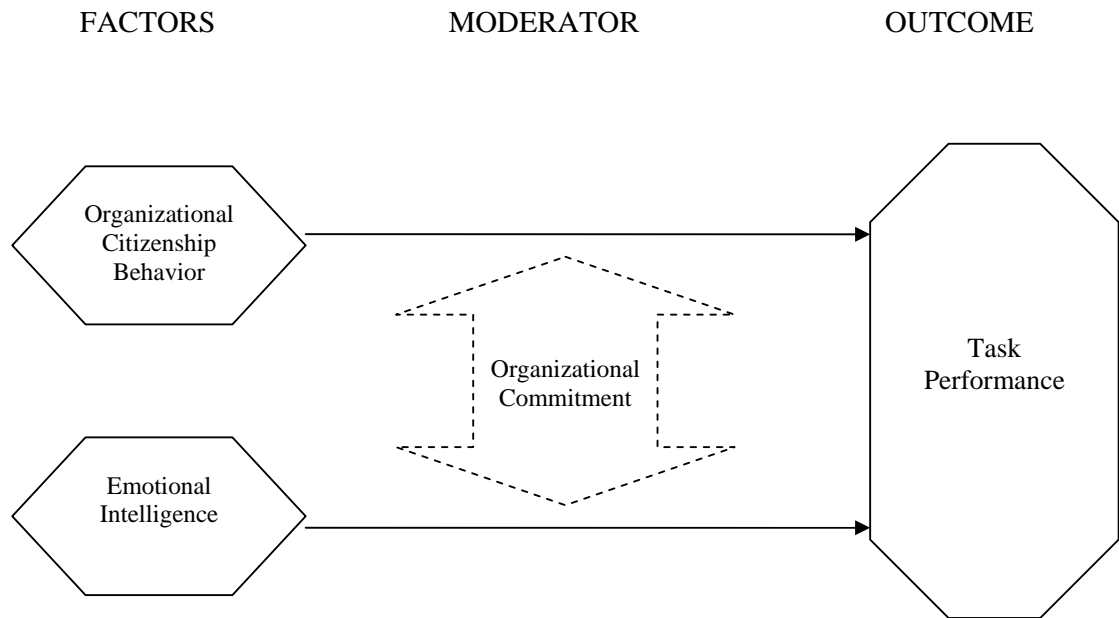 FACTORS
MODERATOR
OUTCOME
Organizational
Citizenship
Behavior
Organizational
Commitment
Task
Performance
Emotional
Intelligence